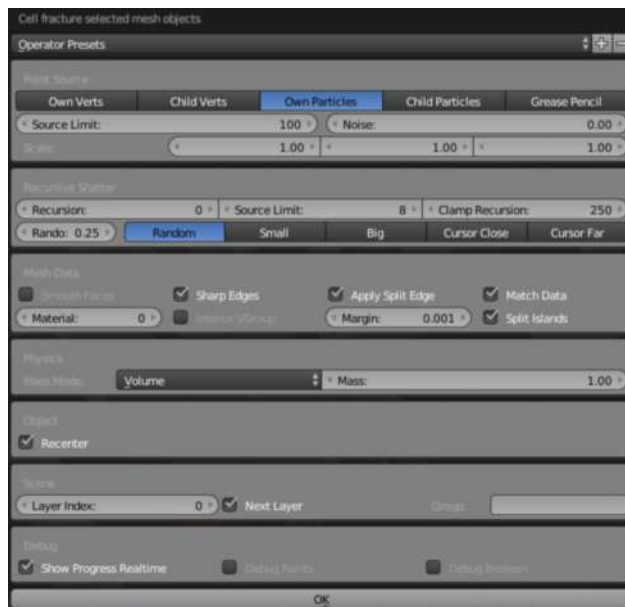 Cell fracture selected mesh objects
Operator Presets
Point Source
Own Verts Child Verts Own Particles Child Particles Grease Pencil
Source Limit: 100 Noise: 0.00
Scale: 1.00 1.00 1.00
Recursive Shatter
Recursion: 0 Source Limit: 8 Clamp Recursion: 250
Rando: 0.25 Random Small Big Cursor Close Cursor Far
Mesh Data
Smooth Faces Sharp Edges Apply Split Edge Match Data
Material: 0 Interior VGroup Margin: 0.001 Split Islands
Physics
Mass Mode: Volume Mass: 1.00
Object
Recenter
Scene
Layer Index: 0 Next Layer Group:
Debug
Show Progress Realtime Debug Points Debug Boolean
OK